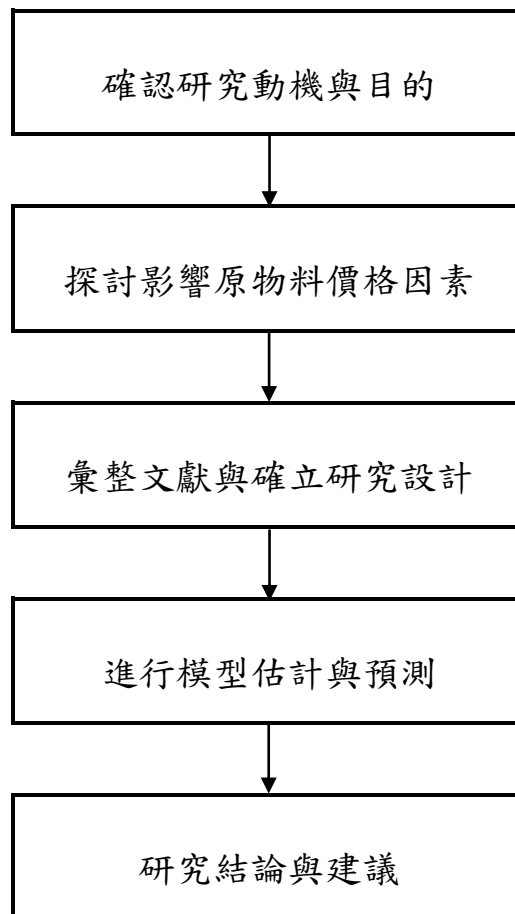 確認研究動機與目的
探討影響原物料價格因素
彙整文獻與確立研究設計
進行模型估計與預測
研究結論與建議